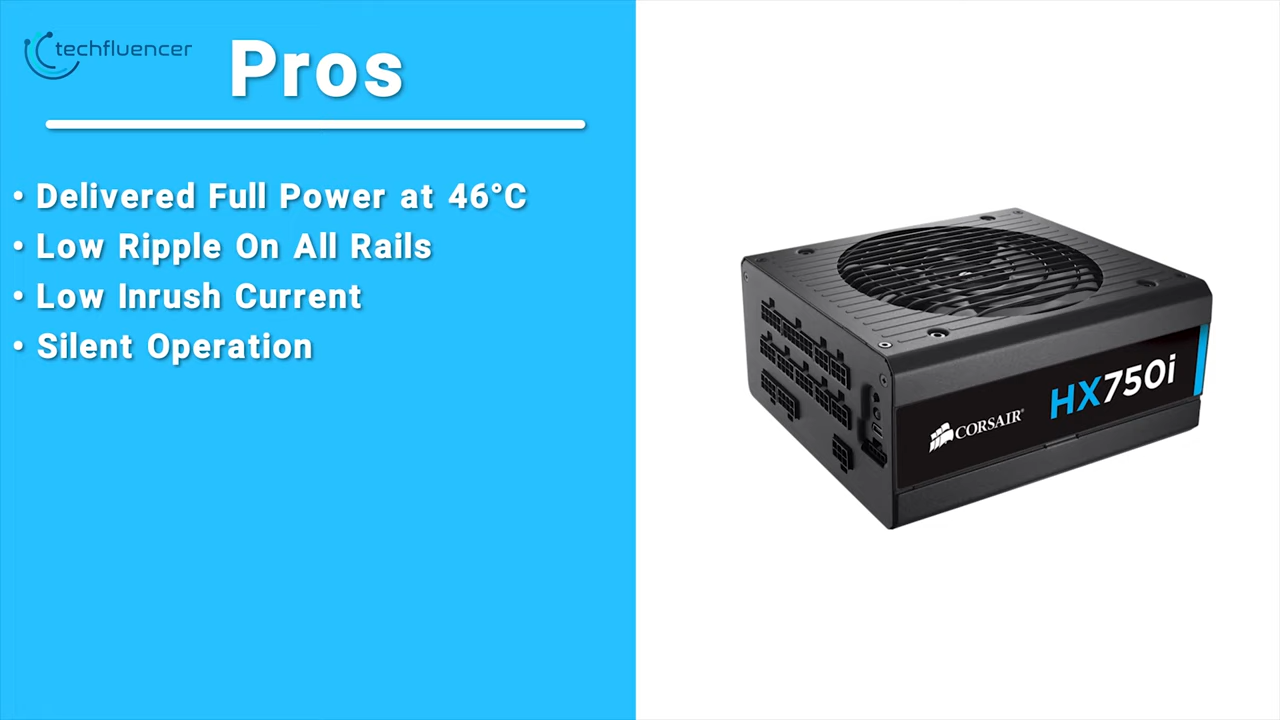 techfluencer
Pros
• Delivered Full Power at 46°C
• Low Ripple On All Rails
• Low Inrush Current
• Silent Operation
HX750i
CORSAIR®